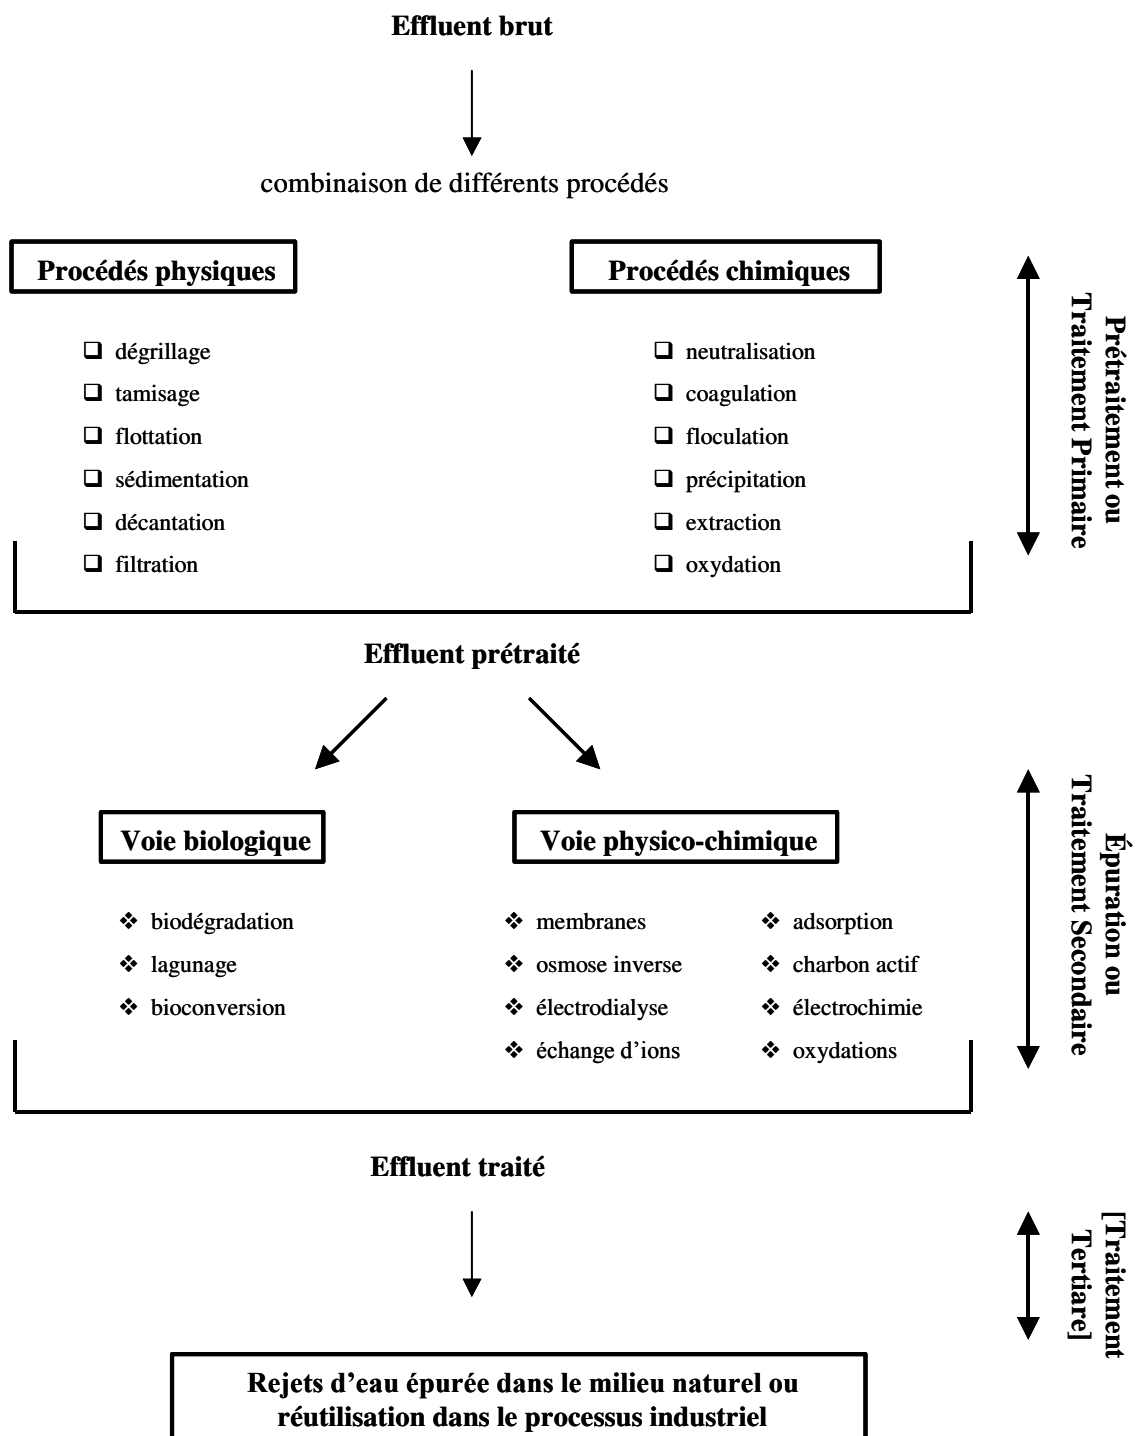 Effluent brut
combinaison de différents procédés
Procédés physiques
❑ dégrillage
❑ tamisage
❑ flottation
❑ sédimentation
❑ décantation
❑ filtration
Procédés chimiques
❑ neutralisation
❑ coagulation
❑ floculation
❑ précipitation
❑ extraction
❑ oxydation
Prétraitement ou
Traitement Primaire
Effluent prétraité
Voie biologique
❖ biodégradation
❖ lagunage
❖ bioconversion
Voie physico-chimique
❖ membranes
❖ osmose inverse
❖ électrodialyse
❖ échange d’ions
❖ adsorption
❖ charbon actif
❖ électrochimie
❖ oxydations
Épuration ou
Traitement Secondaire
Effluent traité
[Traitement
Tertiare]
Rejets d’eau épurée dans le milieu naturel ou
réutilisation dans le processus industriel